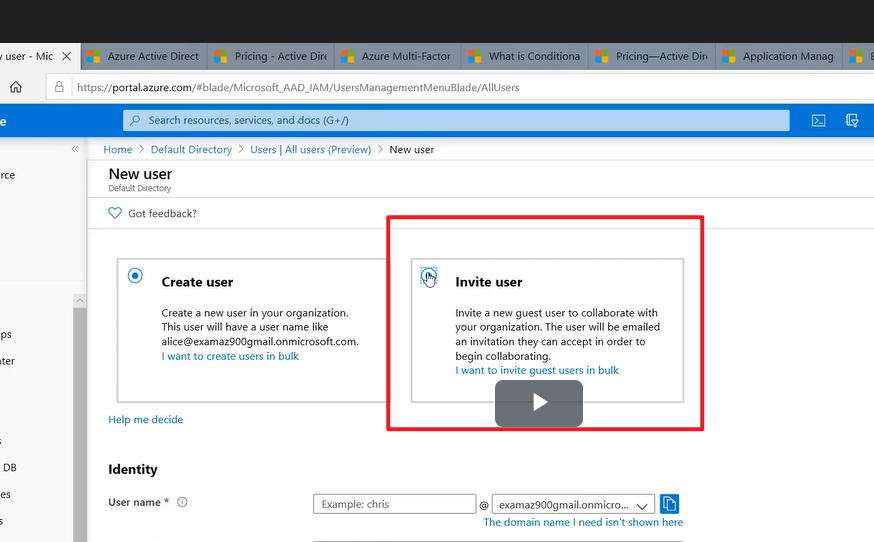 v user - Mic
Azure Active Direct
Pricing - Active Dire
Azure Multi-Factor
What is Conditiona
Pricing—Active Dire
Application Manag
https://portal.azure.com/#blade/Microsoft_AAD_IAM/UsersManagementMenuBlade/AllUsers
e
Search resources, services, and docs (G+/)
«
Home > Default Directory > Users | All users (Preview) > New user
rce
New user
Default Directory
Got feedback?
Create user
Create a new user in your organization.
This user will have a user name like
alice@examaz900gmail.onmicrosoft.com.
I want to create users in bulk
Invite user
Invite a new guest user to collaborate with
your organization. The user will be emailed
an invitation they can accept in order to
begin collaborating.
I want to invite guest users in bulk
ps
nter
Help me decide
s
DB
es
s
Identity
User name *
Example: chris
@
examaz900gmail.onmicro...
The domain name I need isn't shown here